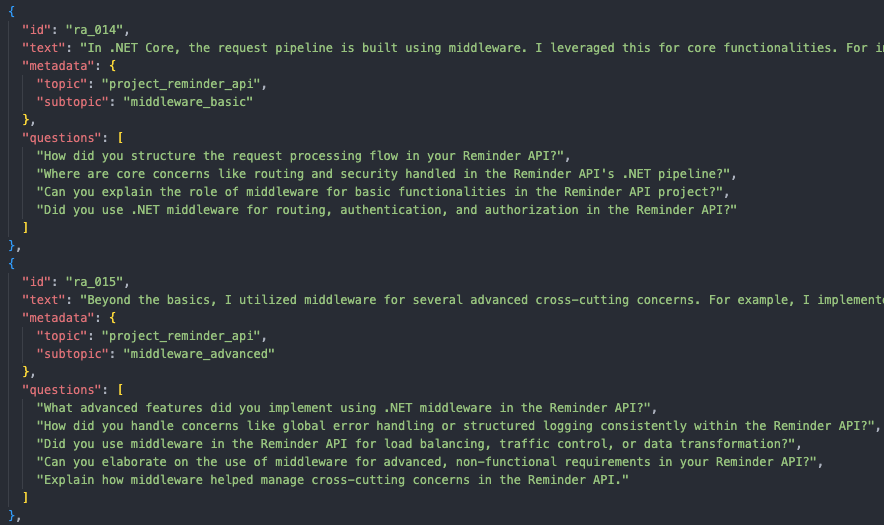 {
"id": "ra_014",
"text": "In .NET Core, the request pipeline is built using middleware. I leveraged this for core functionalities. For
"metadata": {
"topic": "project_reminder_api",
"subtopic": "middleware_basic"
},
"questions": [
"How did you structure the request processing flow in your Reminder API?",
"Where are core concerns like routing and security handled in the Reminder API's .NET pipeline?",
"Can you explain the role of middleware for basic functionalities in the Reminder API project?",
"Did you use .NET middleware for routing, authentication, and authorization in the Reminder API?"
]
},
{
"id": "ra_015",
"text": "Beyond the basics, I utilized middleware for several advanced cross-cutting concerns. For example, I implemente
"metadata": {
"topic": "project_reminder_api",
"subtopic": "middleware_advanced"
},
"questions": [
"What advanced features did you implement using .NET middleware in the Reminder API?",
"How did you handle concerns like global error handling or structured logging consistently within the Reminder API?",
"Did you use middleware in the Reminder API for load balancing, traffic control, or data transformation?",
"Can you elaborate on the use of middleware for advanced, non-functional requirements in your Reminder API?",
"Explain how middleware helped manage cross-cutting concerns in the Reminder API."
]
},